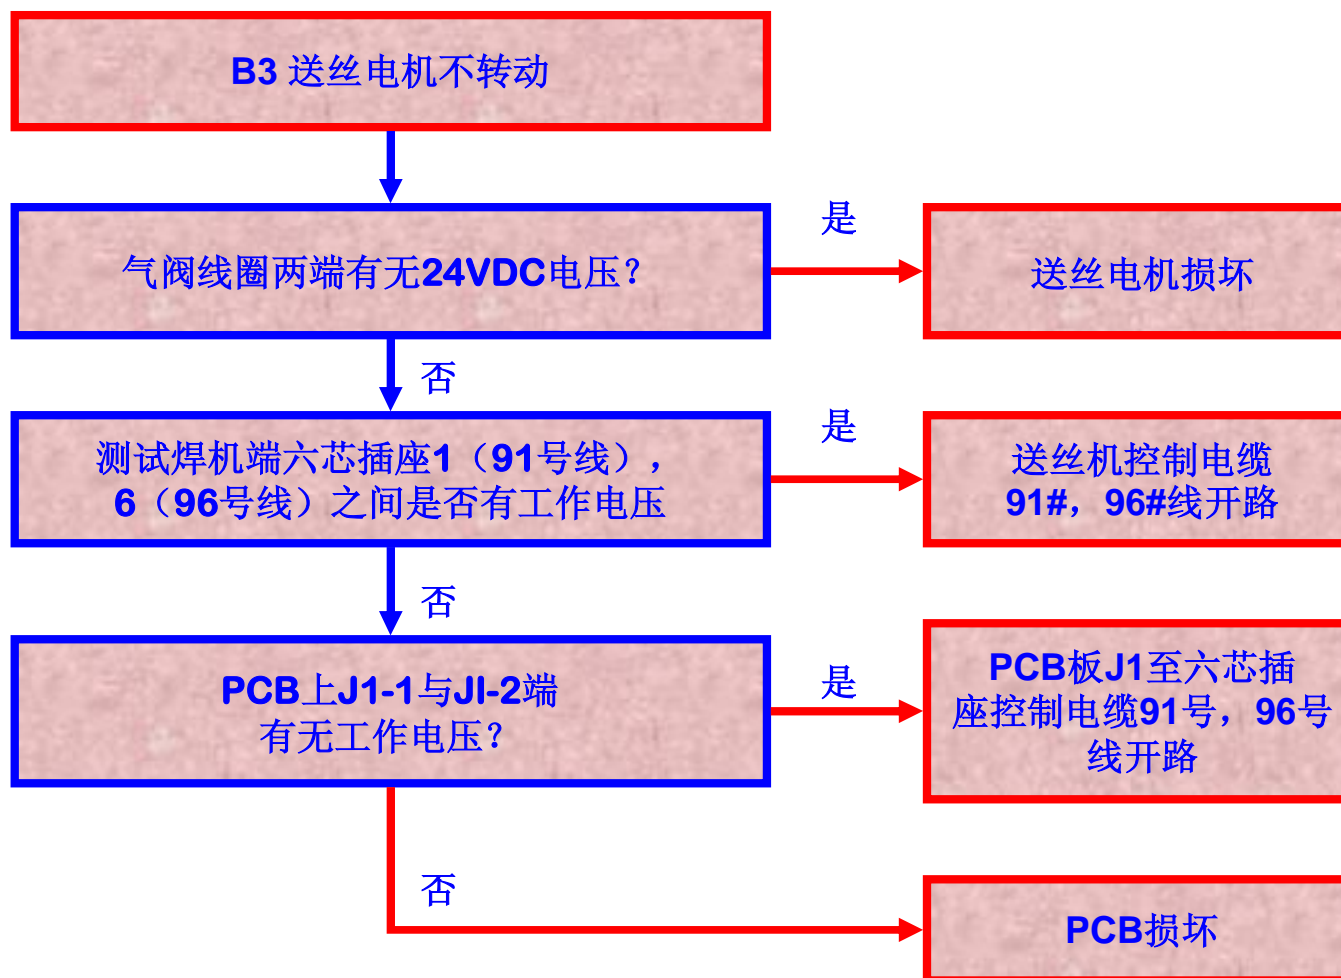 B3 送丝电机不转动
气阀线圈两端有无24VDC电压？
是
送丝电机损坏
否
测试焊机端六芯插座1（91号线），
6（96号线）之间是否有工作电压
是
送丝机控制电缆
91#，96#线开路
否
PCB上J1-1与JI-2端
有无工作电压？
是
PCB板J1至六芯插
座控制电缆91号，96号
线开路
否
PCB损坏